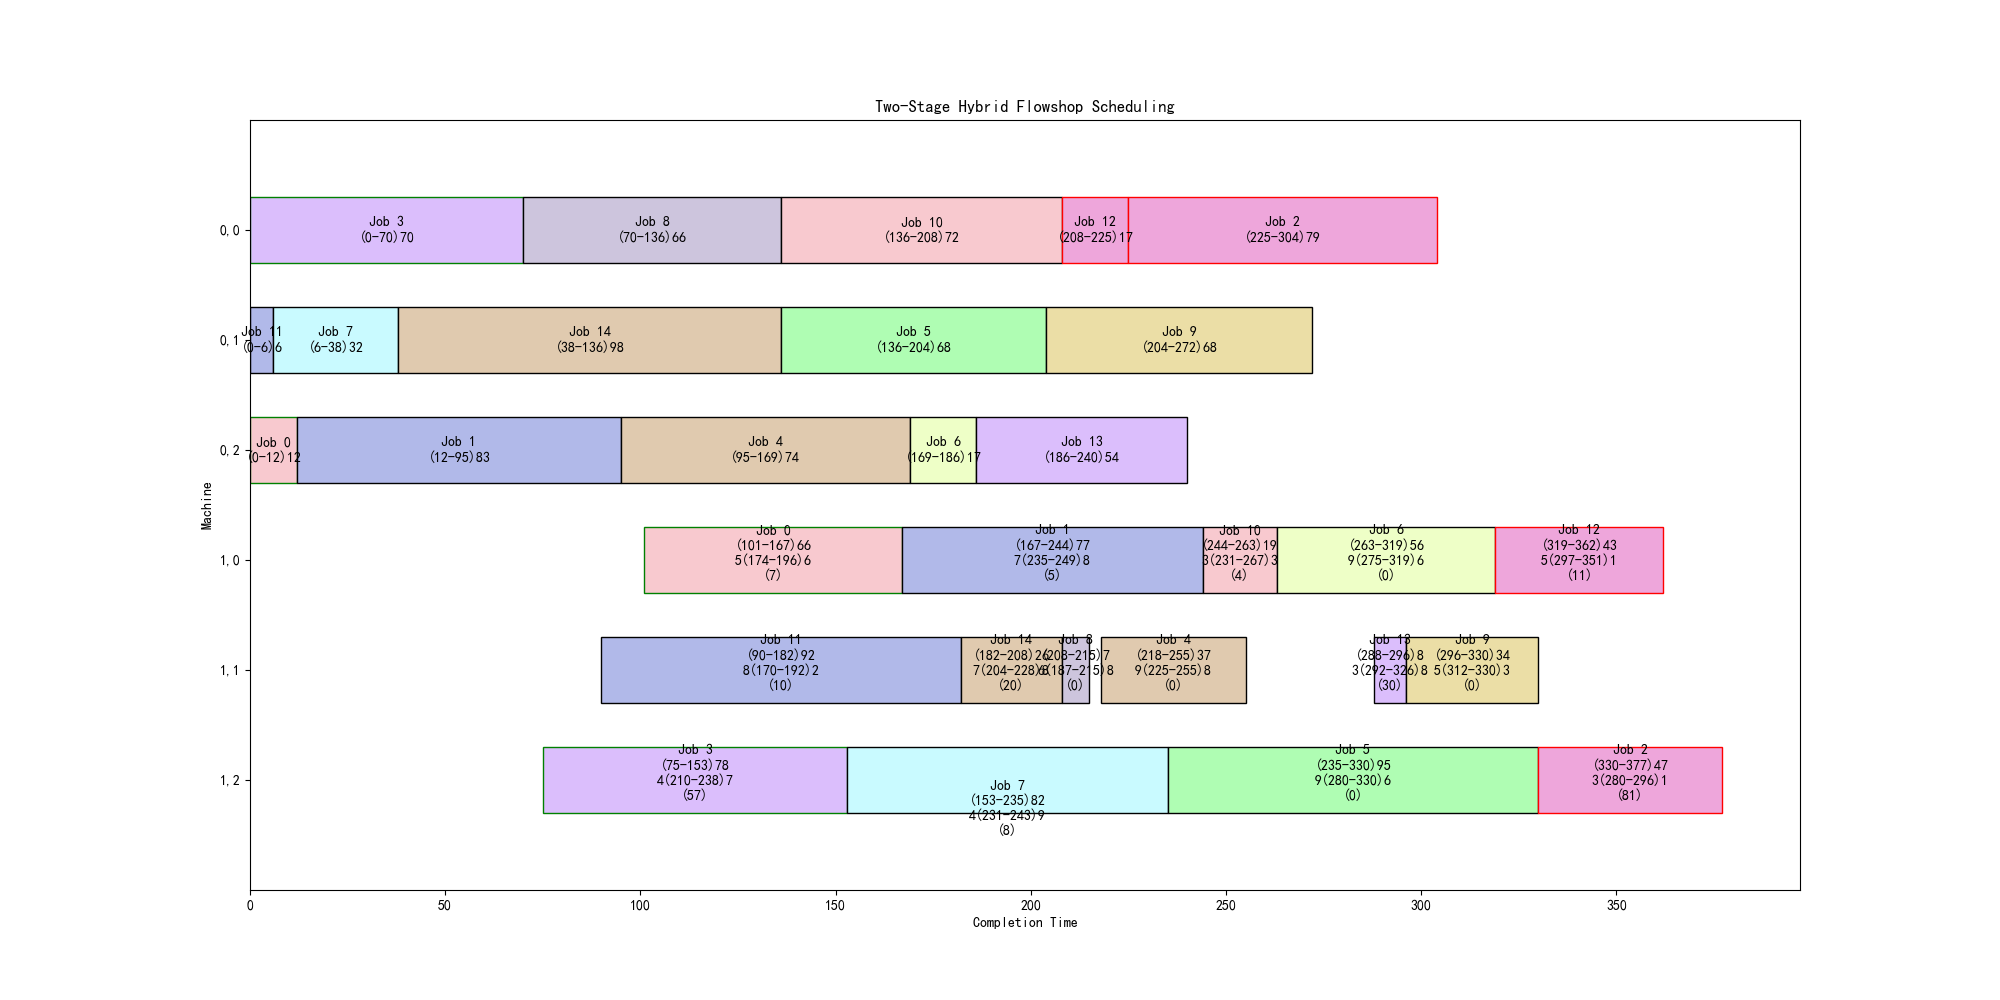 Two-Stage Hybrid Flowshop Scheduling
Machine
0,0
Job 3
(0-70)70
Job 8
(70-136)66
Job 10
(136-208)72
Job 12
(208-225)17
Job 2
(225-304)79
0,1
Job 11
(0-6)6
Job 7
(6-38)32
Job 14
(38-136)98
Job 5
(136-204)68
Job 9
(204-272)68
0,2
Job 0
(0-12)12
Job 1
(12-95)83
Job 4
(95-169)74
Job 6
(169-186)17
Job 13
(186-240)54
1,0
Job 0
(101-167)66
5(174-196)6
(7)
Job 1
(167-244)77
7(235-249)8
(5)
Job 10
(244-263)19
3(231-267)3
(4)
Job 6
(263-319)56
9(275-319)6
(0)
Job 12
(319-362)43
5(297-351)1
(11)
1,1
Job 11
(90-182)92
8(170-192)2
(10)
Job 14
(182-208)26
7(204-228)8
(20)
Job 8
(208-215)7
(187-215)8
(0)
Job 4
(218-255)37
9(225-255)8
(0)
Job 13
(288-296)8
3(292-326)8
(30)
Job 9
(296-330)34
5(312-330)3
(0)
1,2
Job 3
(75-153)78
4(210-238)7
(57)
Job 7
(153-235)82
4(231-243)9
(8)
Job 5
(235-330)95
9(280-330)6
(0)
Job 2
(330-377)47
3(280-296)1
(81)
0
50
100
150
200
250
300
350
Completion Time